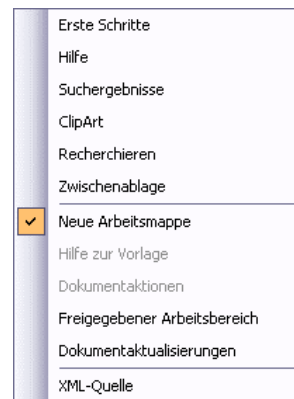 Erste Schritte
Hilfe
Suchergebnisse
ClipArt
Recherchieren
Zwischenablage
Neue Arbeitsmappe
Hilfe zur Vorlage
Dokumentaktionen
Freigegebener Arbeitsbereich
Dokumentaktualisierungen
XML-Quelle